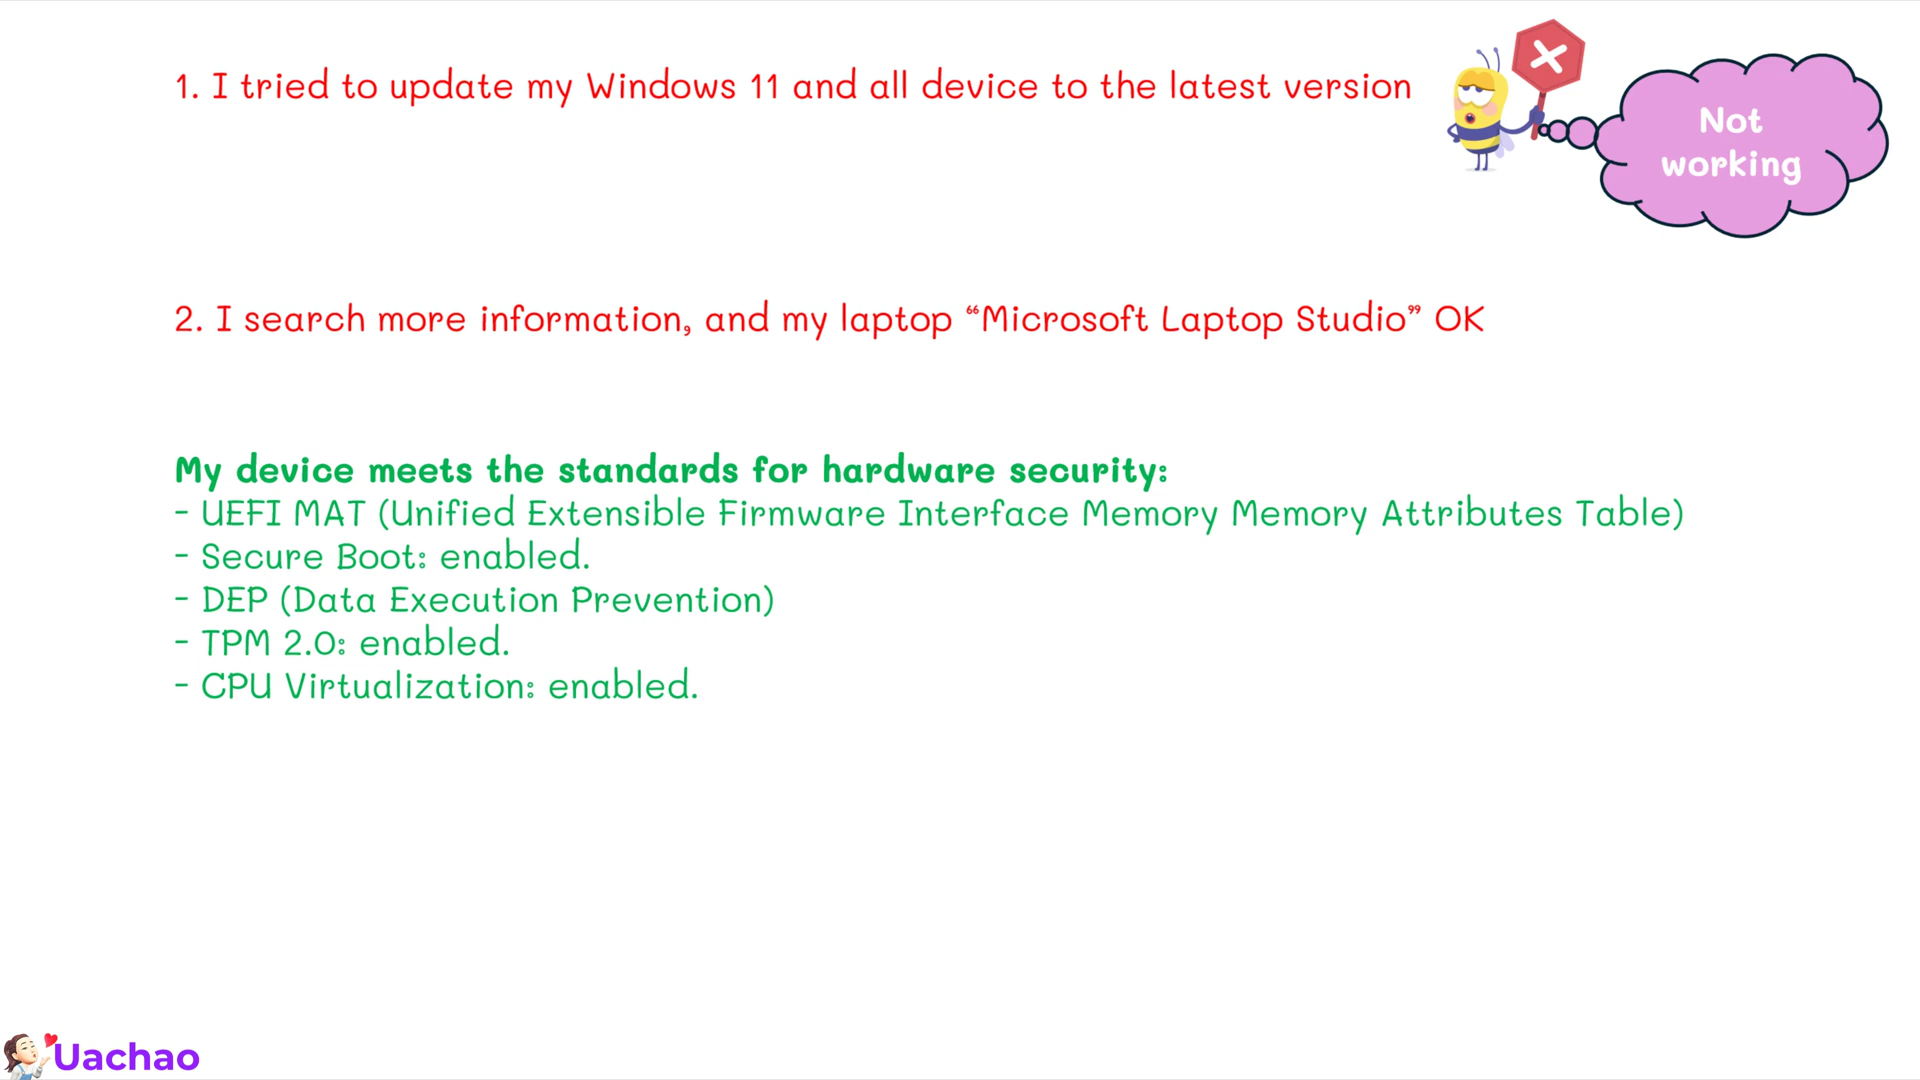 1. I tried to update my Windows 11 and all device to the latest version
Not
working
2. I search more information, and my laptop “Microsoft Laptop Studio” OK
My device meets the standards for hardware security:
- UEFI MAT (Unified Extensible Firmware Interface Memory Memory Attributes Table)
- Secure Boot: enabled.
- DEP (Data Execution Prevention)
- TPM 2.0: enabled.
- CPU Virtualization: enabled.
Uachao